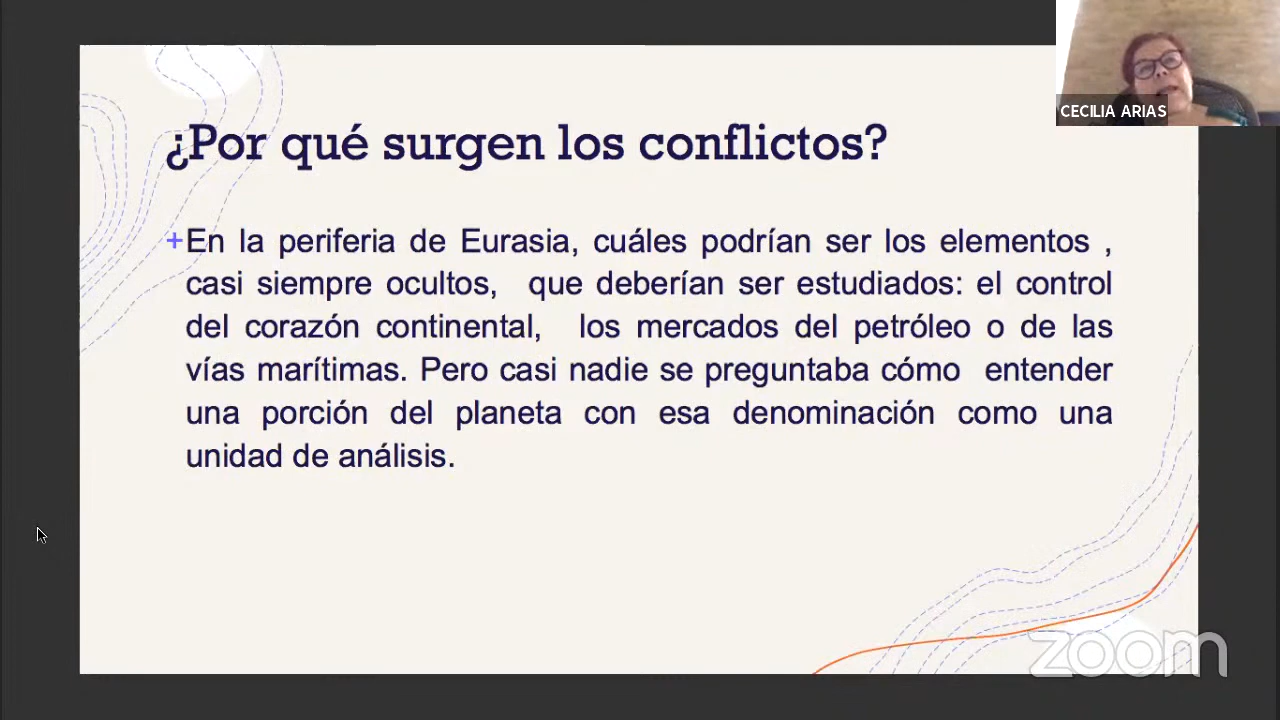 CECILIA ARIAS
¿Por qué surgen los conflictos?
+En la periferia de Eurasia, cuáles podrían ser los elementos ,
casi siempre ocultos, que deberían ser estudiados: el control
del corazón continental, los mercados del petróleo o de las
vías marítimas. Pero casi nadie se preguntaba cómo entender
una porción del planeta con esa denominación como una
unidad de análisis.
zoom